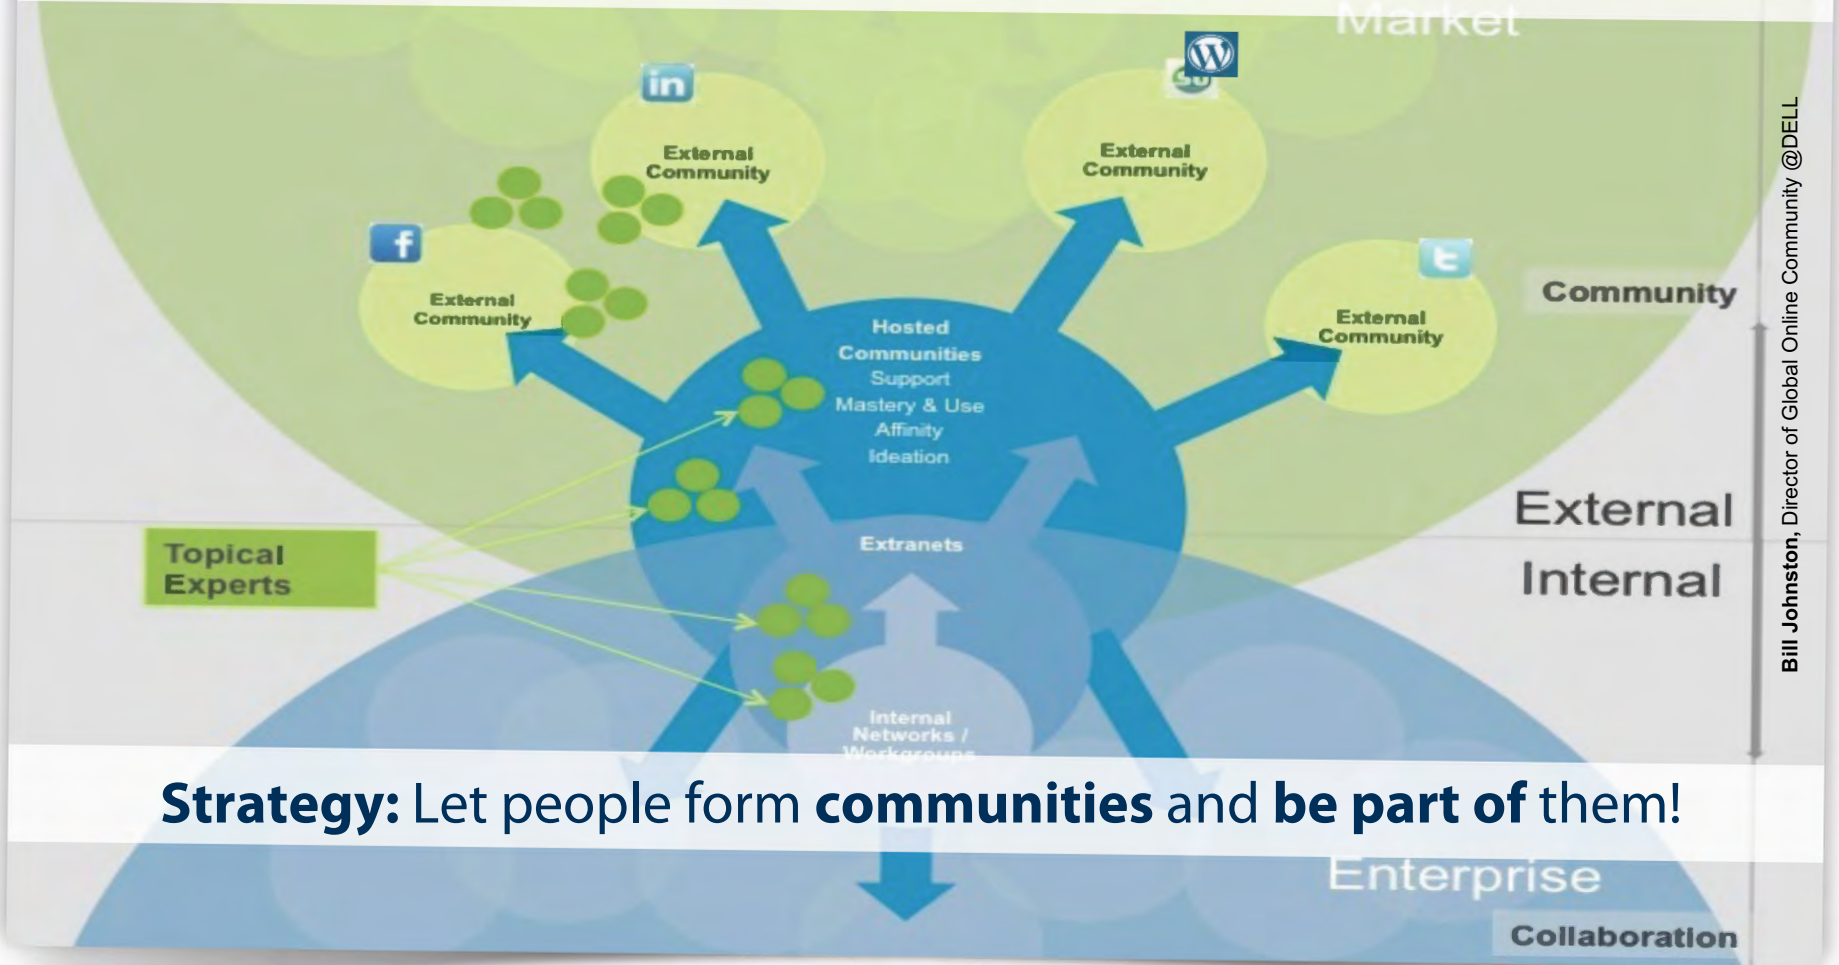 Market
in
External
Community
External
Community
f
External
Community
t
External
Community
Community
Hosted
Communities
Support
Mastery & Use
Affinity
Ideation
External
Internal
Topical
Experts
Extranets
Internal
Networks /
Workgroups
Bill Johnston, Director of Global Online Community @DELL
Strategy: Let people form communities and be part of them!
Enterprise
Collaboration